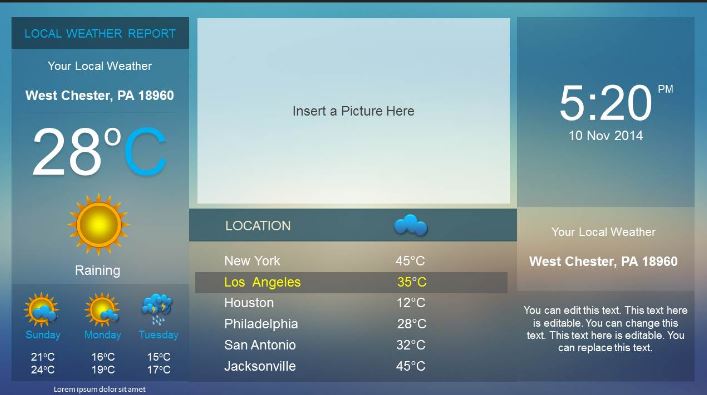 LOCAL WEATHER REPORT
Your Local Weather
West Chester, PA 18960
28°C
Raining
Sunday Monday Tuesday
21°C 16°C 15°C
24°C 19°C 17°C
Lorem ipsum dolor sit amet
Insert a Picture Here
LOCATION
New York 45°C
Los Angeles 35°C
Houston 12°C
Philadelphia 28°C
San Antonio 32°C
Jacksonville 45°C
5:20 PM
10 Nov 2014
Your Local Weather
West Chester, PA 18960
You can edit this text. This text here
is editable. You can change this
text. This text here is editable. You
can replace this text.